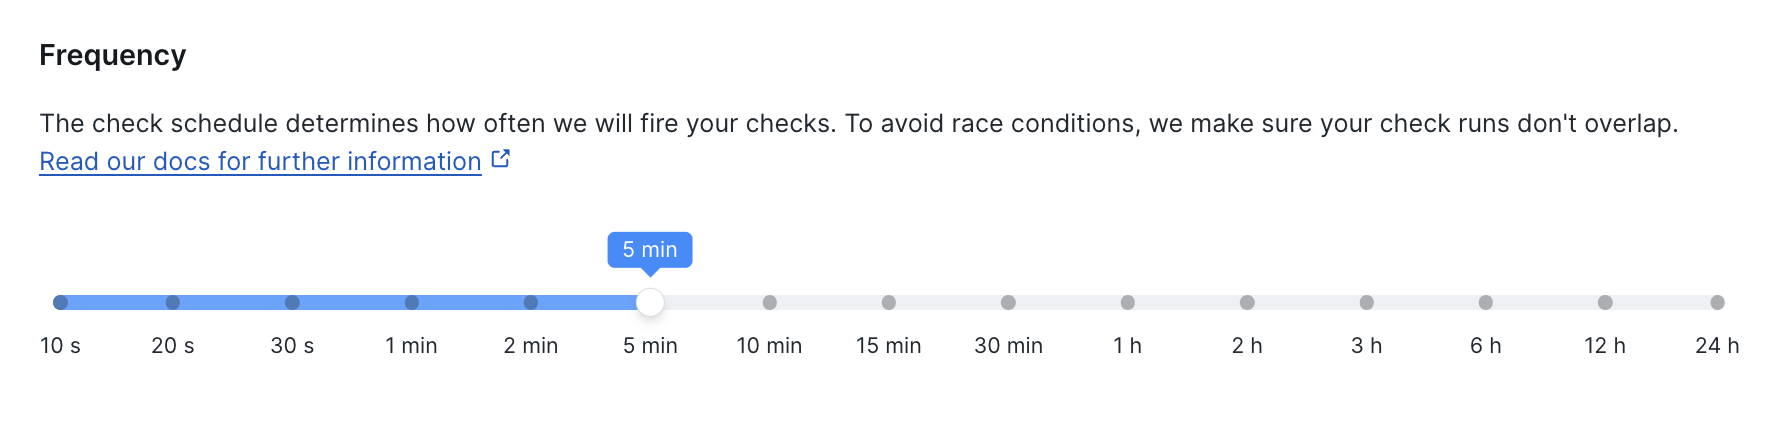 Frequency
The check schedule determines how often we will fire your checks. To avoid race conditions, we make sure your check runs don't overlap.
Read our docs for further information
5 min
10 s 20 s 30 s 1 min 2 min 5 min 10 min 15 min 30 min 1 h 2 h 3 h 6 h 12 h 24 h